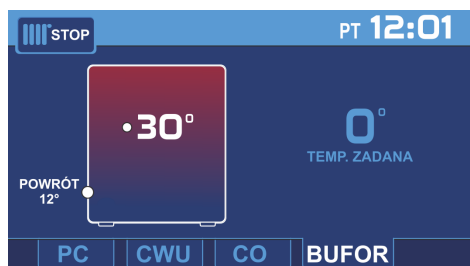 STOP
PT 12:01
30°
0°
TEMP. ZADANA
POWRÓT
12°
PC CWU CO BUFOR